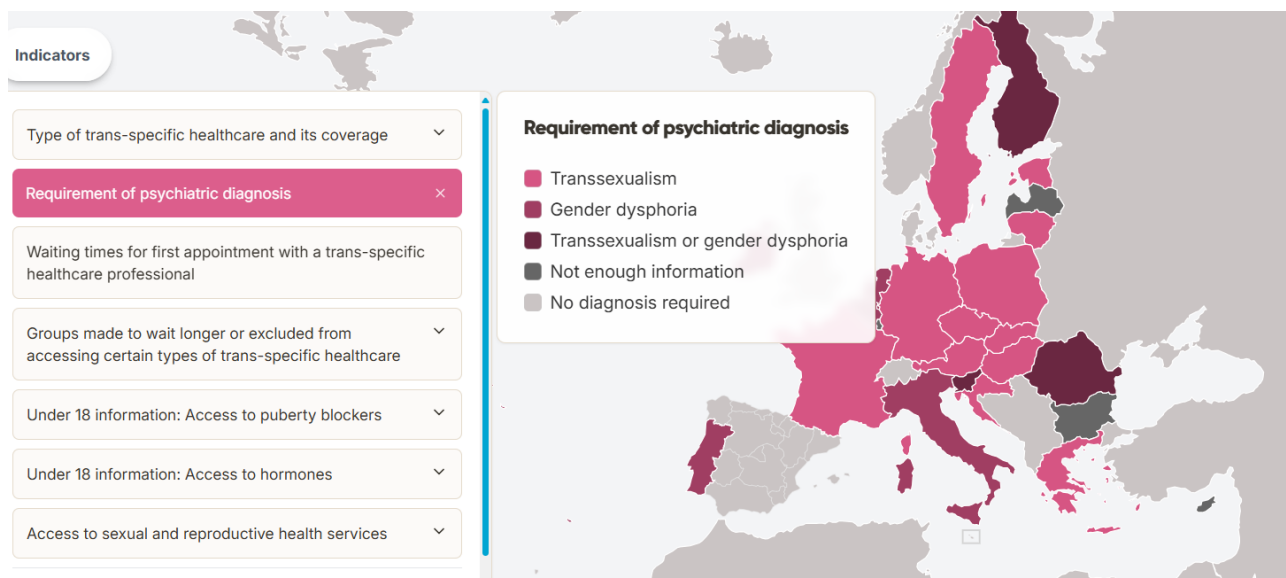 Indicators
Type of trans-specific healthcare and its coverage
Requirement of psychiatric diagnosis
Waiting times for first appointment with a trans-specific
healthcare professional
Groups made to wait longer or excluded from
accessing certain types of trans-specific healthcare
Under 18 information: Access to puberty blockers
Under 18 information: Access to hormones
Access to sexual and reproductive health services
Requirement of psychiatric diagnosis
Transsexualism
Gender dysphoria
Transsexualism or gender dysphoria
Not enough information
No diagnosis required